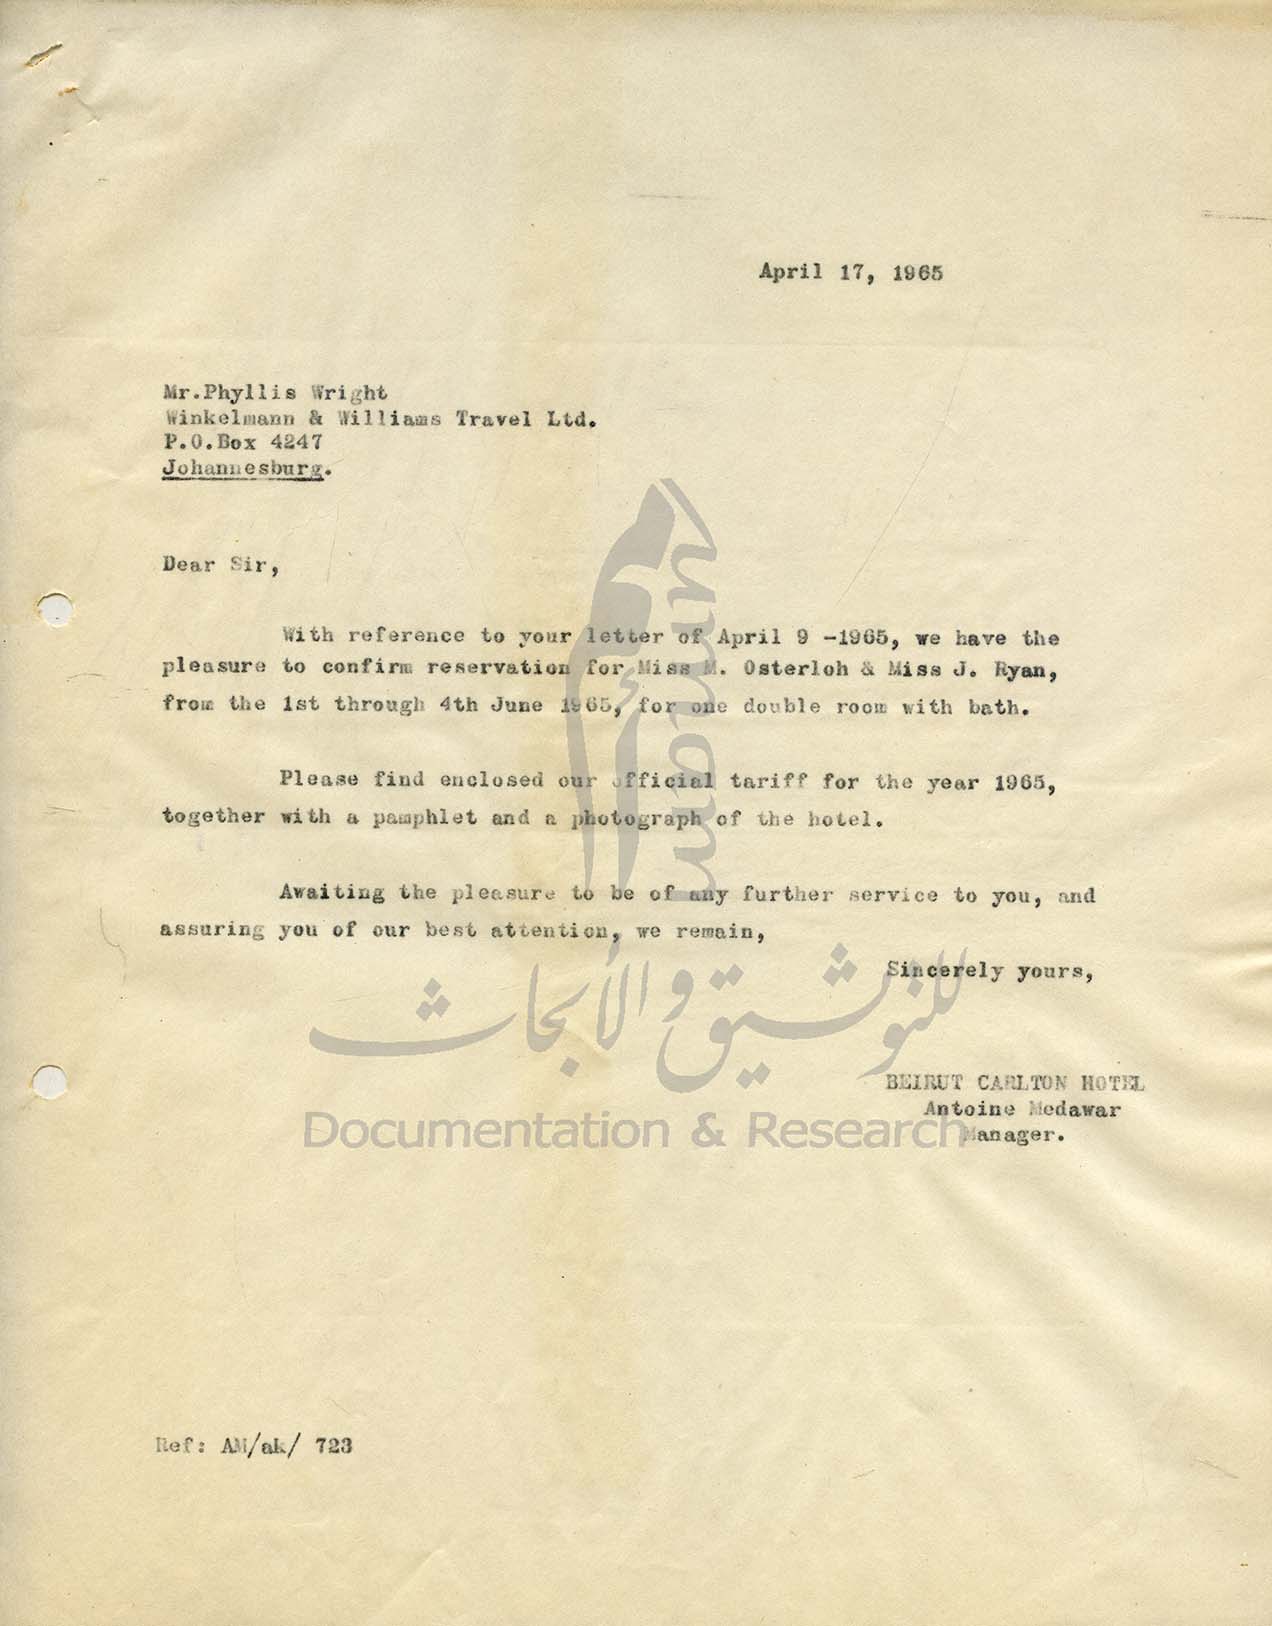 April 17, 1965
Mr.Phyllis Wright
Winkelmann & Williams Travel Ltd.
P.O.Box 4247
Johannesburg.
Dear Sir,
With reference to your letter of April 9 -1965, we have the
pleasure to confirm reservation for Miss M. Osterloh & Miss J. Ryan,
from the 1st through 4th June 1965, for one double room with bath.
Please find enclosed our official tariff for the year 1965,
together with a pamphlet and a photograph of the hotel.
Awaiting the pleasure to be of any further service to you, and
assuring you of our best attention, we remain,
Sincerely yours,
BEIRUT CARLTON HOTEL
Antoine Medawar
Manager.
Ref: AM/ak/ 723
أمم
umam
للتوثيق والأبحاث
Documentation & Research